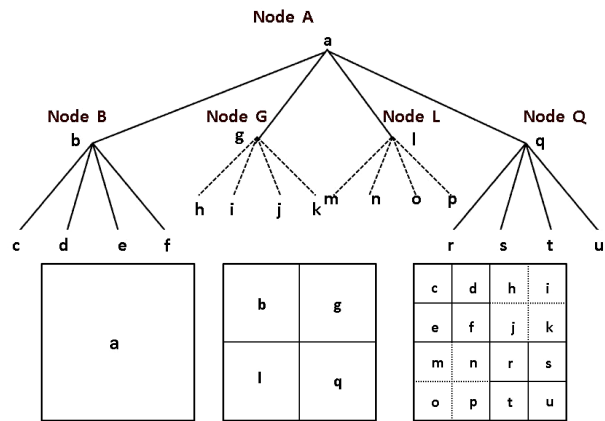 Node A
a
Node B Node G Node L Node Q
b g l q
h i j k m n o p
c d e f r s t u
a
b g
l q
c d h i
e f j k
m n r s
o p t u